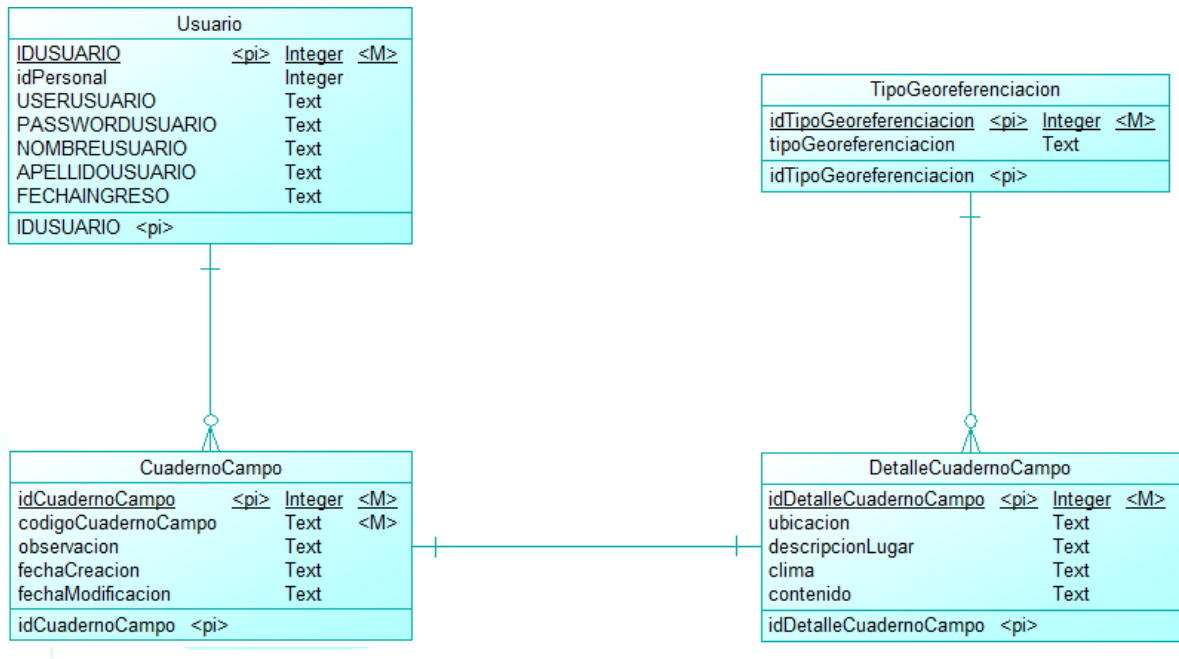 Usuario
IDUSUARIO <pi> Integer <M>
idPersonal Integer
USERUSUARIO Text
PASSWORDUSUARIO Text
NOMBREUSUARIO Text
APELLIDOUSUARIO Text
FECHAINGRESO Text
IDUSUARIO <pi>
TipoGeoreferenciacion
idTipoGeoreferenciacion <pi> Integer <M>
tipoGeoreferenciacion Text
idTipoGeoreferenciacion <pi>
CuadernoCampo
idCuadernoCampo <pi> Integer <M>
codigoCuadernoCampo Text <M>
observacion Text
fechaCreacion Text
fechaModificacion Text
idCuadernoCampo <pi>
DetalleCuadernoCampo
idDetalleCuadernoCampo <pi> Integer <M>
ubicacion Text
descripcionLugar Text
clima Text
contenido Text
idDetalleCuadernoCampo <pi>